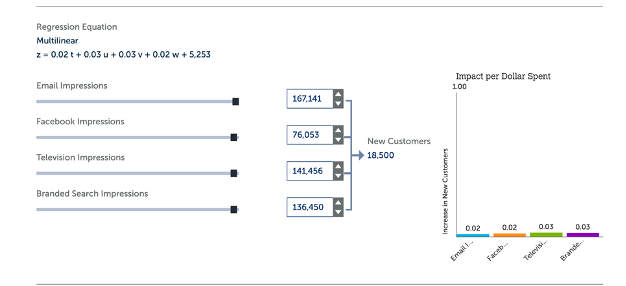 Regression Equation
Multilinear
z = 0.02 t + 0.03 u + 0.03 v + 0.02 w + 5,253
Email Impressions
167,141
Facebook Impressions
76,053
Television Impressions
141,456
Branded Search Impressions
136,450
New Customers
18,500
Impact per Dollar Spent
1.00
Increase in New Customers
0.02 0.02 0.03 0.03
Email I... Faceb... Televisi... Brande...